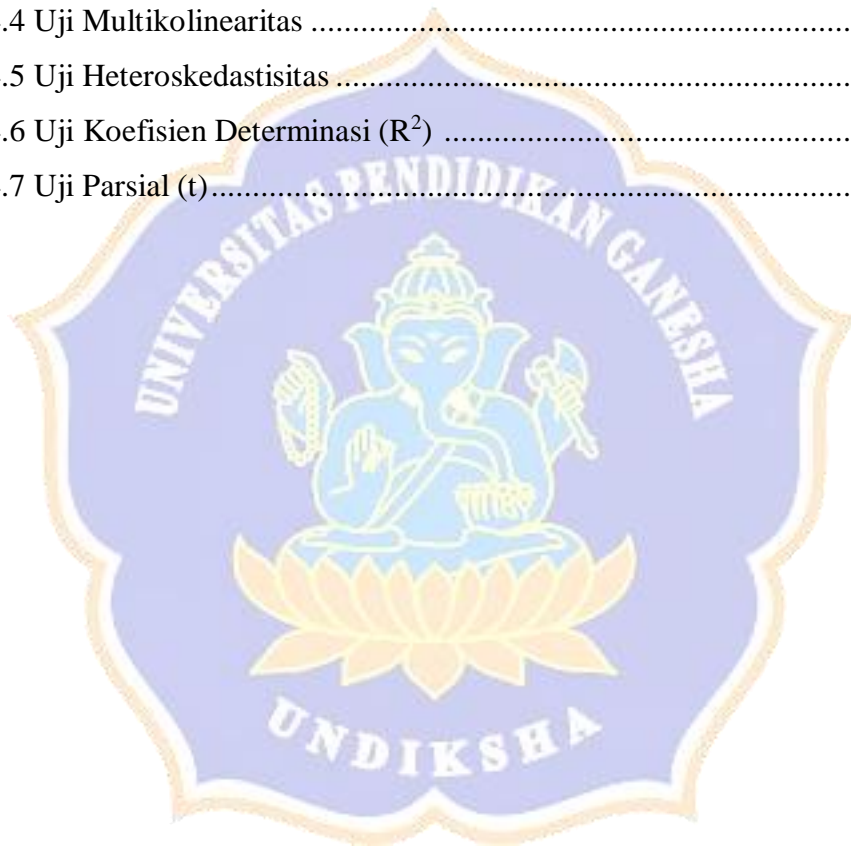 .4 Uji Multikolinearitas ..........................................................................
.5 Uji Heteroskedastisitas .......................................................................
.6 Uji Koefisien Determinasi (R²) .........................................................
.7 Uji Parsial (t) .......................................................................................
UNIVERSITAS PENDIDIKAN GANESHA
UNDIKSHA